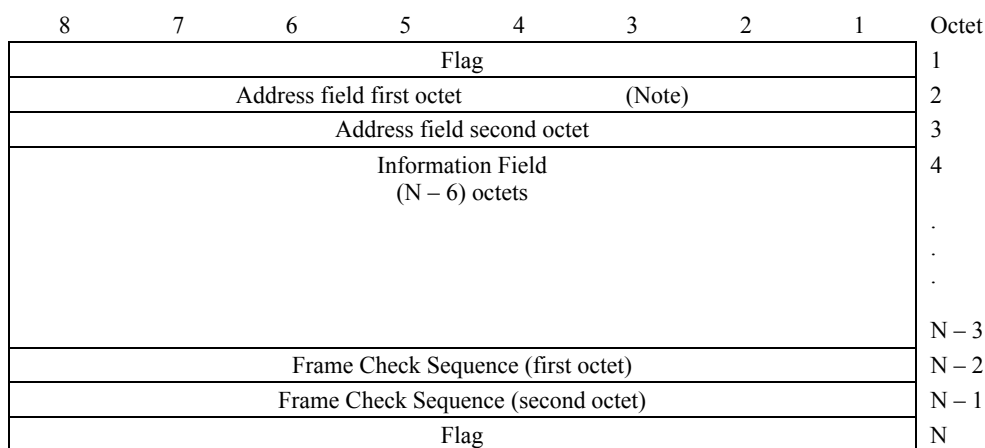 8 7 6 5 4 3 2 1 Octet
Flag 1
Address field first octet (Note) 2
Address field second octet 3
Information Field 4
(N – 6) octets
.
.
.
N – 3
Frame Check Sequence (first octet) N – 2
Frame Check Sequence (second octet) N – 1
Flag N